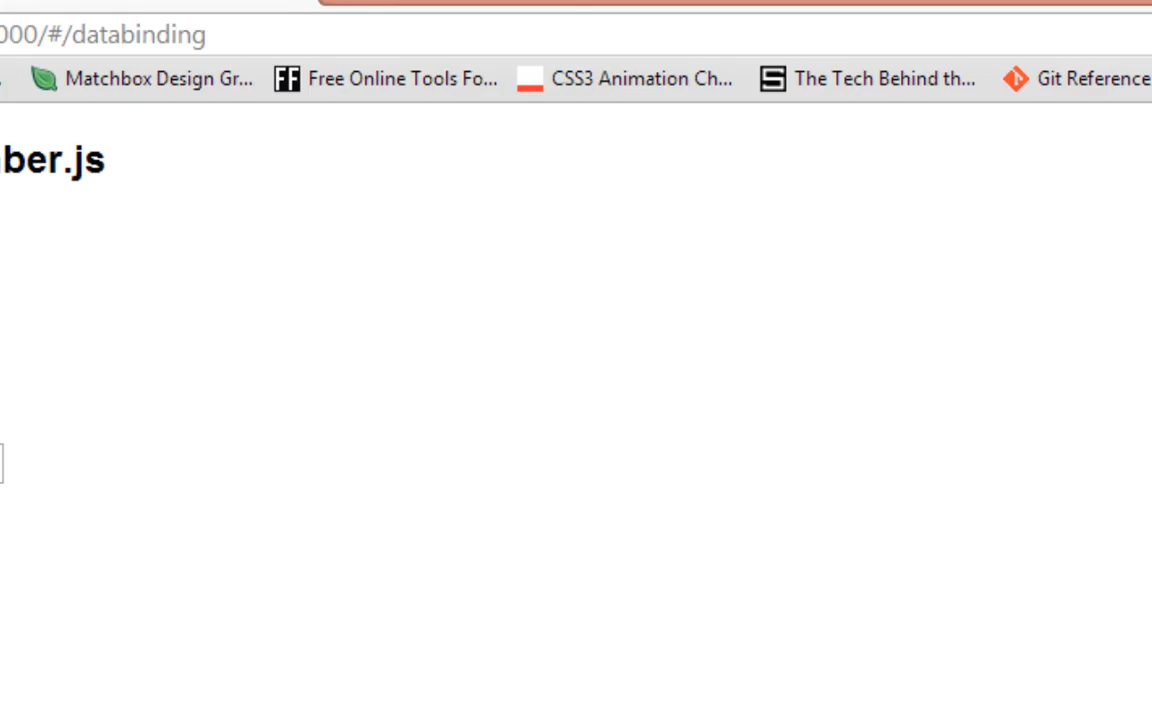 000/#/databinding
Matchbox Design Gr... Free Online Tools Fo... CSS3 Animation Ch... The Tech Behind th... Git Reference
ber.js